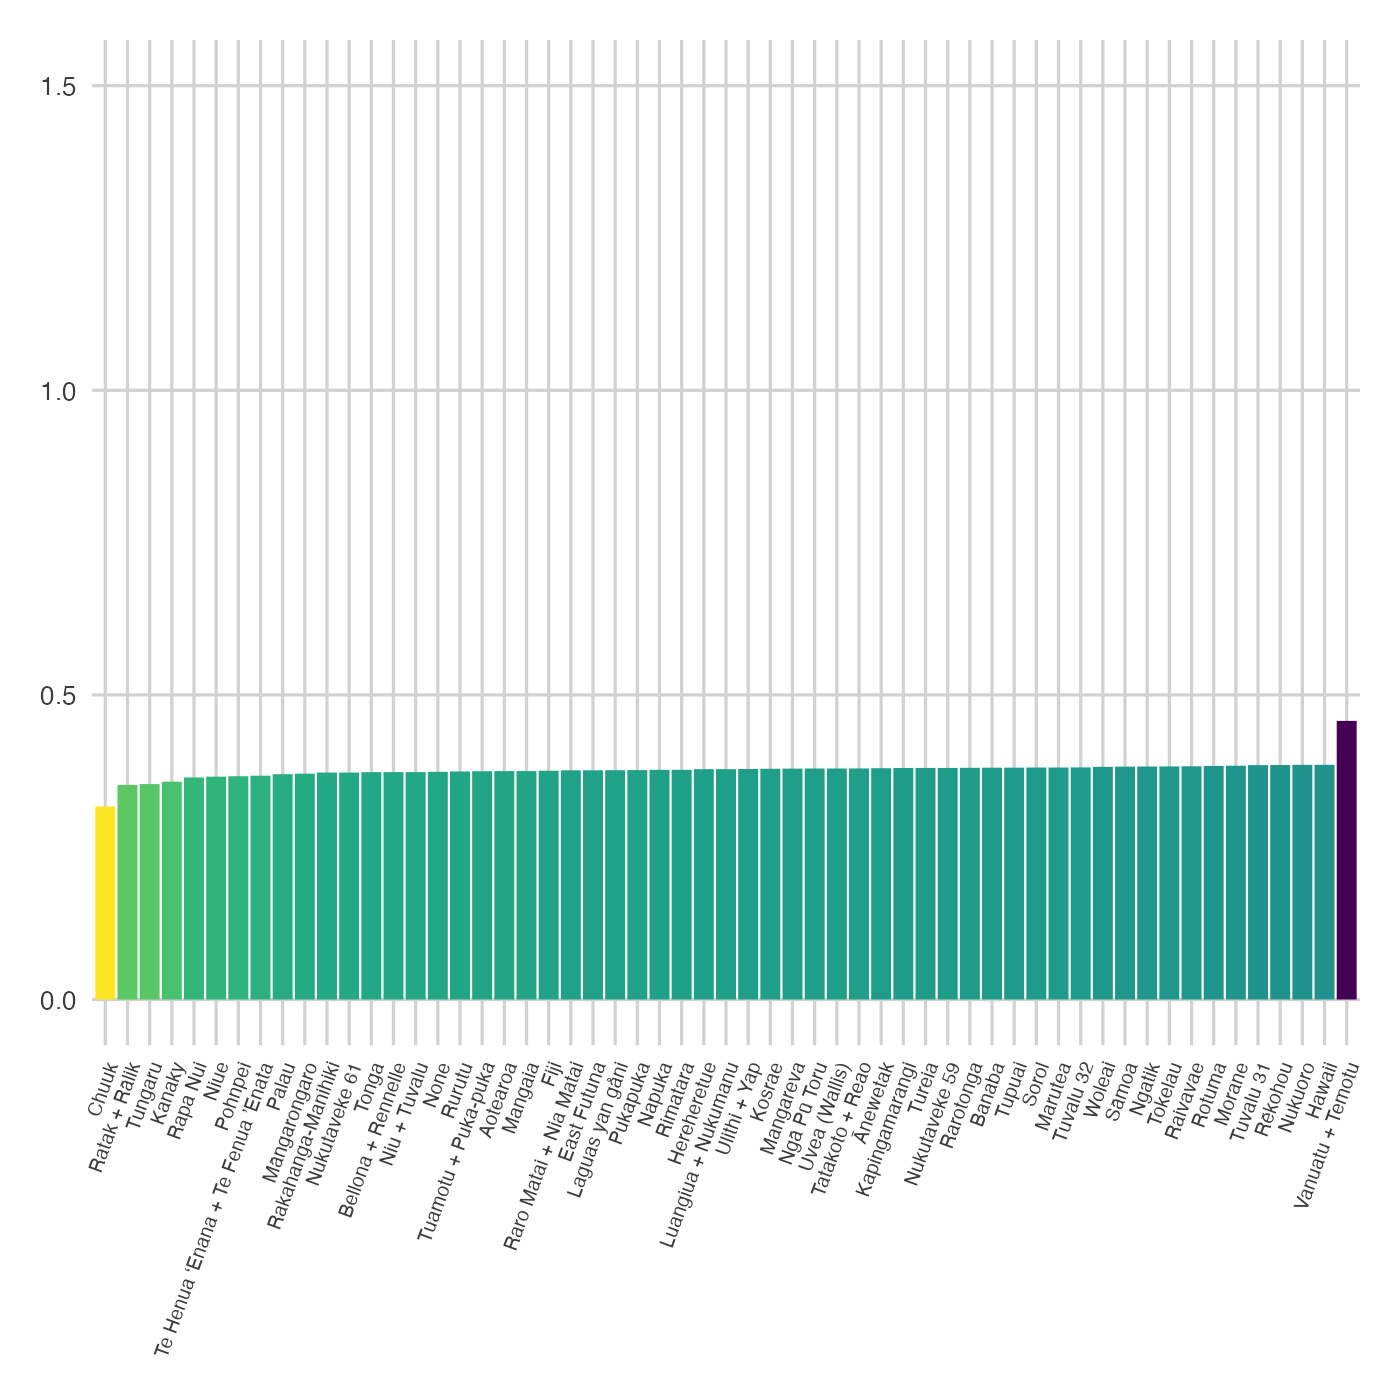 1.5
1.0
0.5
0.0
Chuuk
Ratak + Ralik
Tungaru
Kanaky
Rapa Nui
Niue
Pohnpei
Te Henua ‘Enana + Te Fenua ’Enata
Palau
Mangarongaro
Rakahanga-Manihiki
Nukutaveke 61
Tonga
Bellona + Rennelle
Niu + Tuvalu
None
Rurutu
Tuamotu + Puka-puka
Aotearoa
Mangaia
Fiji
Raro Matai + Nia Matai
East Futuna
Laguas yan gåni
Pukapuka
Napuka
Rimatara
Hereheretue
Luangiua + Nukumanu
Ulithi + Yap
Kosrae
Mangareva
Nga Pu Toru
Uvea (Wallis)
Tatakoto + Reao
Ānewetak
Kapingamarangi
Tureia
Nukutaveke 59
Rarotonga
Banaba
Tupuai
Sorol
Marutea
Tuvalu 32
Woleai
Samoa
Ngatik
Tokelau
Raivavae
Rotuma
Morane
Tuvalu 31
Rekohou
Nukuoro
Hawaii
Vanuatu + Temotu